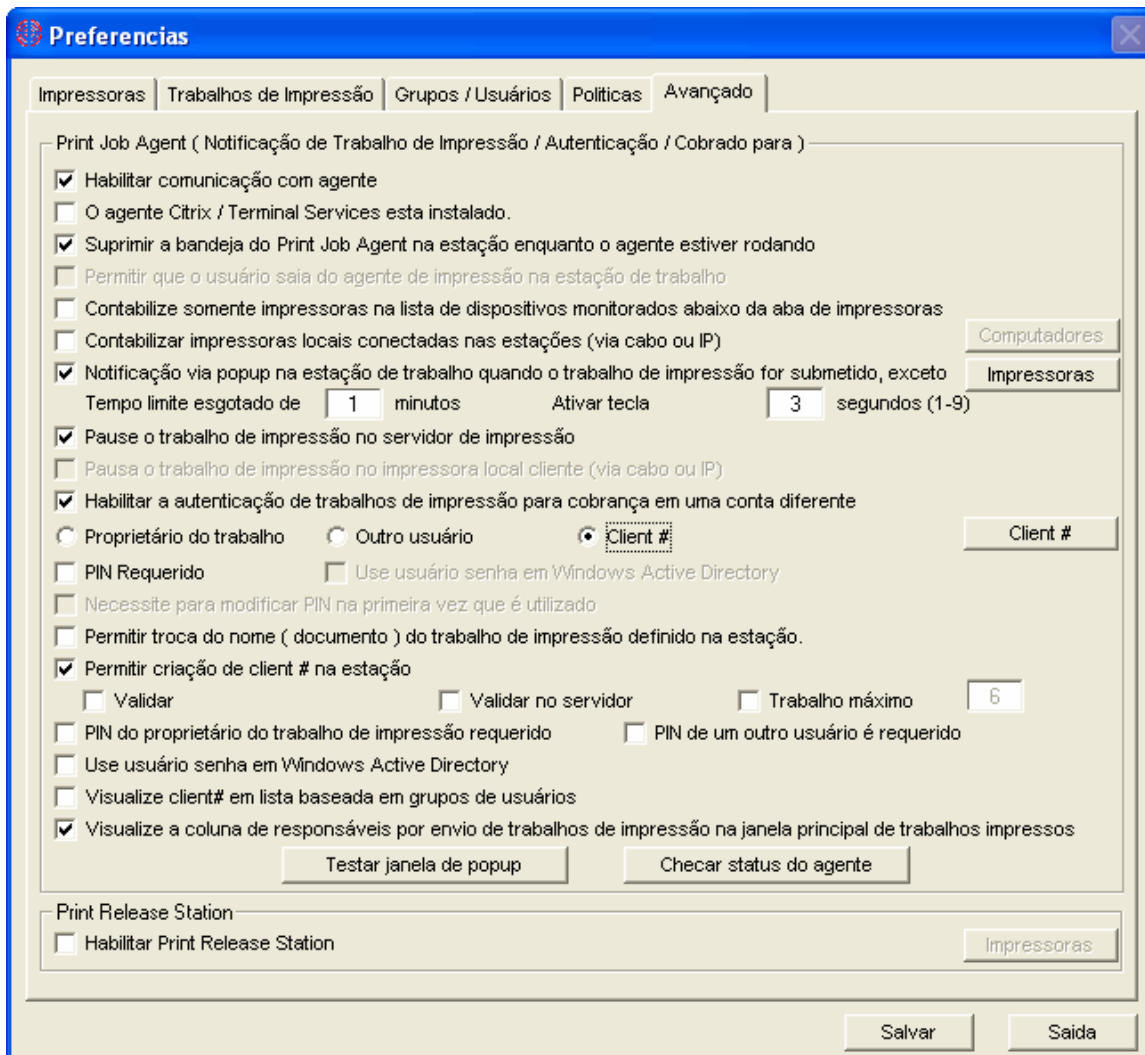 Preferencias
Impressoras Trabalhos de Impressão Grupos / Usuários Politicas Avançado
Print Job Agent ( Notificação de Trabalho de Impressão / Autenticação / Cobrado para )
Habilitar comunicação com agente
O agente Citrix / Terminal Services esta instalado.
Suprimir a bandeja do Print Job Agent na estação enquanto o agente estiver rodando
Permitir que o usuário saia do agente de impressão na estação de trabalho
Contabilize somente impressoras na lista de dispositivos monitorados abaixo da aba de impressoras
Contabilizar impressoras locais conectadas nas estações (via cabo ou IP) Computadores
Notificação via popup na estação de trabalho quando o trabalho de impressão for submetido, exceto Impressoras
Tempo limite esgotado de 1 minutos Ativar tecla 3 segundos (1-9)
Pause o trabalho de impressão no servidor de impressão
Pausa o trabalho de impressão no impressora local cliente (via cabo ou IP)
Habilitar a autenticação de trabalhos de impressão para cobrança em uma conta diferente
Proprietário do trabalho Outro usuário Client # Client #
PIN Requerido Use usuário senha em Windows Active Directory
Necessite para modificar PIN na primeira vez que é utilizado
Permitir troca do nome ( documento ) do trabalho de impressão definido na estação.
Permitir criação de client # na estação
Validar Validar no servidor Trabalho máximo 6
PIN do proprietário do trabalho de impressão requerido PIN de um outro usuário é requerido
Use usuário senha em Windows Active Directory
Visualize client# em lista baseada em grupos de usuários
Visualize a coluna de responsáveis por envio de trabalhos de impressão na janela principal de trabalhos impressos
Testar janela de popup Checar status do agente
Print Release Station
Habilitar Print Release Station Impressoras
Salvar Saida